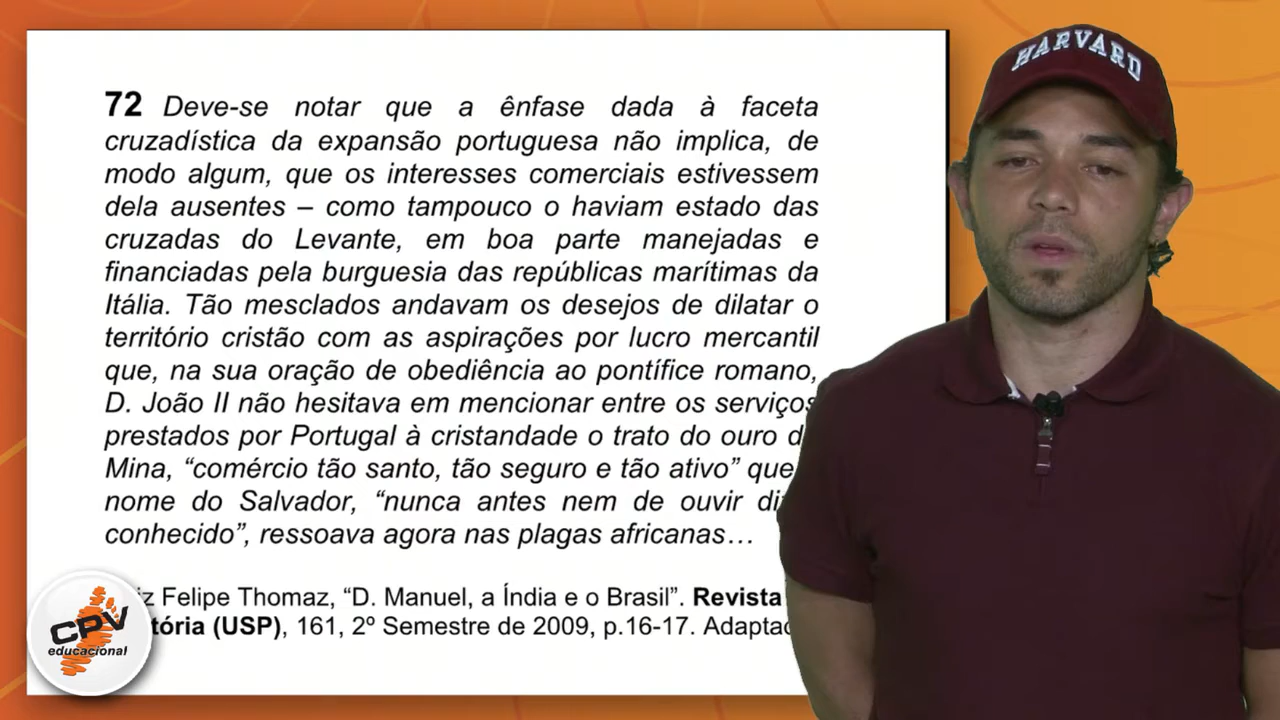 HARVARD
72 Deve-se notar que a ênfase dada à faceta
cruzadística da expansão portuguesa não implica, de
modo algum, que os interesses comerciais estivessem
dela ausentes – como tampouco o haviam estado das
cruzadas do Levante, em boa parte manejadas e
financiadas pela burguesia das repúblicas marítimas da
Itália. Tão mesclados andavam os desejos de dilatar o
território cristão com as aspirações por lucro mercantil
que, na sua oração de obediência ao pontífice romano,
D. João II não hesitava em mencionar entre os serviços
prestados por Portugal à cristandade o trato do ouro
Mina, “comércio tão santo, tão seguro e tão ativo” que
nome do Salvador, “nunca antes nem de ouvir
conhecido”, ressoava agora nas plagas africanas…
Felipe Thomaz, “D. Manuel, a Índia e o Brasil”. Revista
(USP), 161, 2º Semestre de 2009, p.16-17.
CPV
educacional